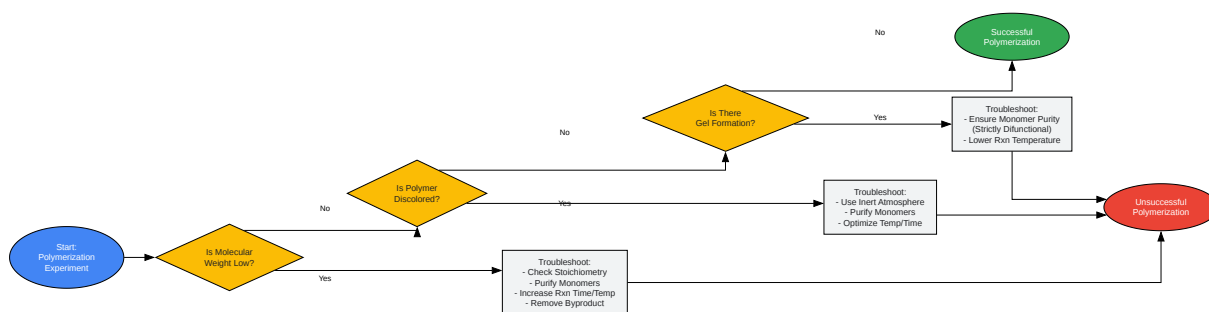 Start:
Polymerization
Experiment
Is Molecular
Weight Low?
No
Yes
Is Polymer
Discolored?
No
Yes
Is There
Gel Formation?
No
Yes
Successful
Polymerization
Troubleshoot:
- Ensure Monomer Purity
(Strictly Difunctional)
- Lower Rxn Temperature
Troubleshoot:
- Use Inert Atmosphere
- Purify Monomers
- Optimize Temp/Time
Troubleshoot:
- Check Stoichiometry
- Purify Monomers
- Increase Rxn Time/Temp
- Remove Byproduct
Unsuccessful
Polymerization